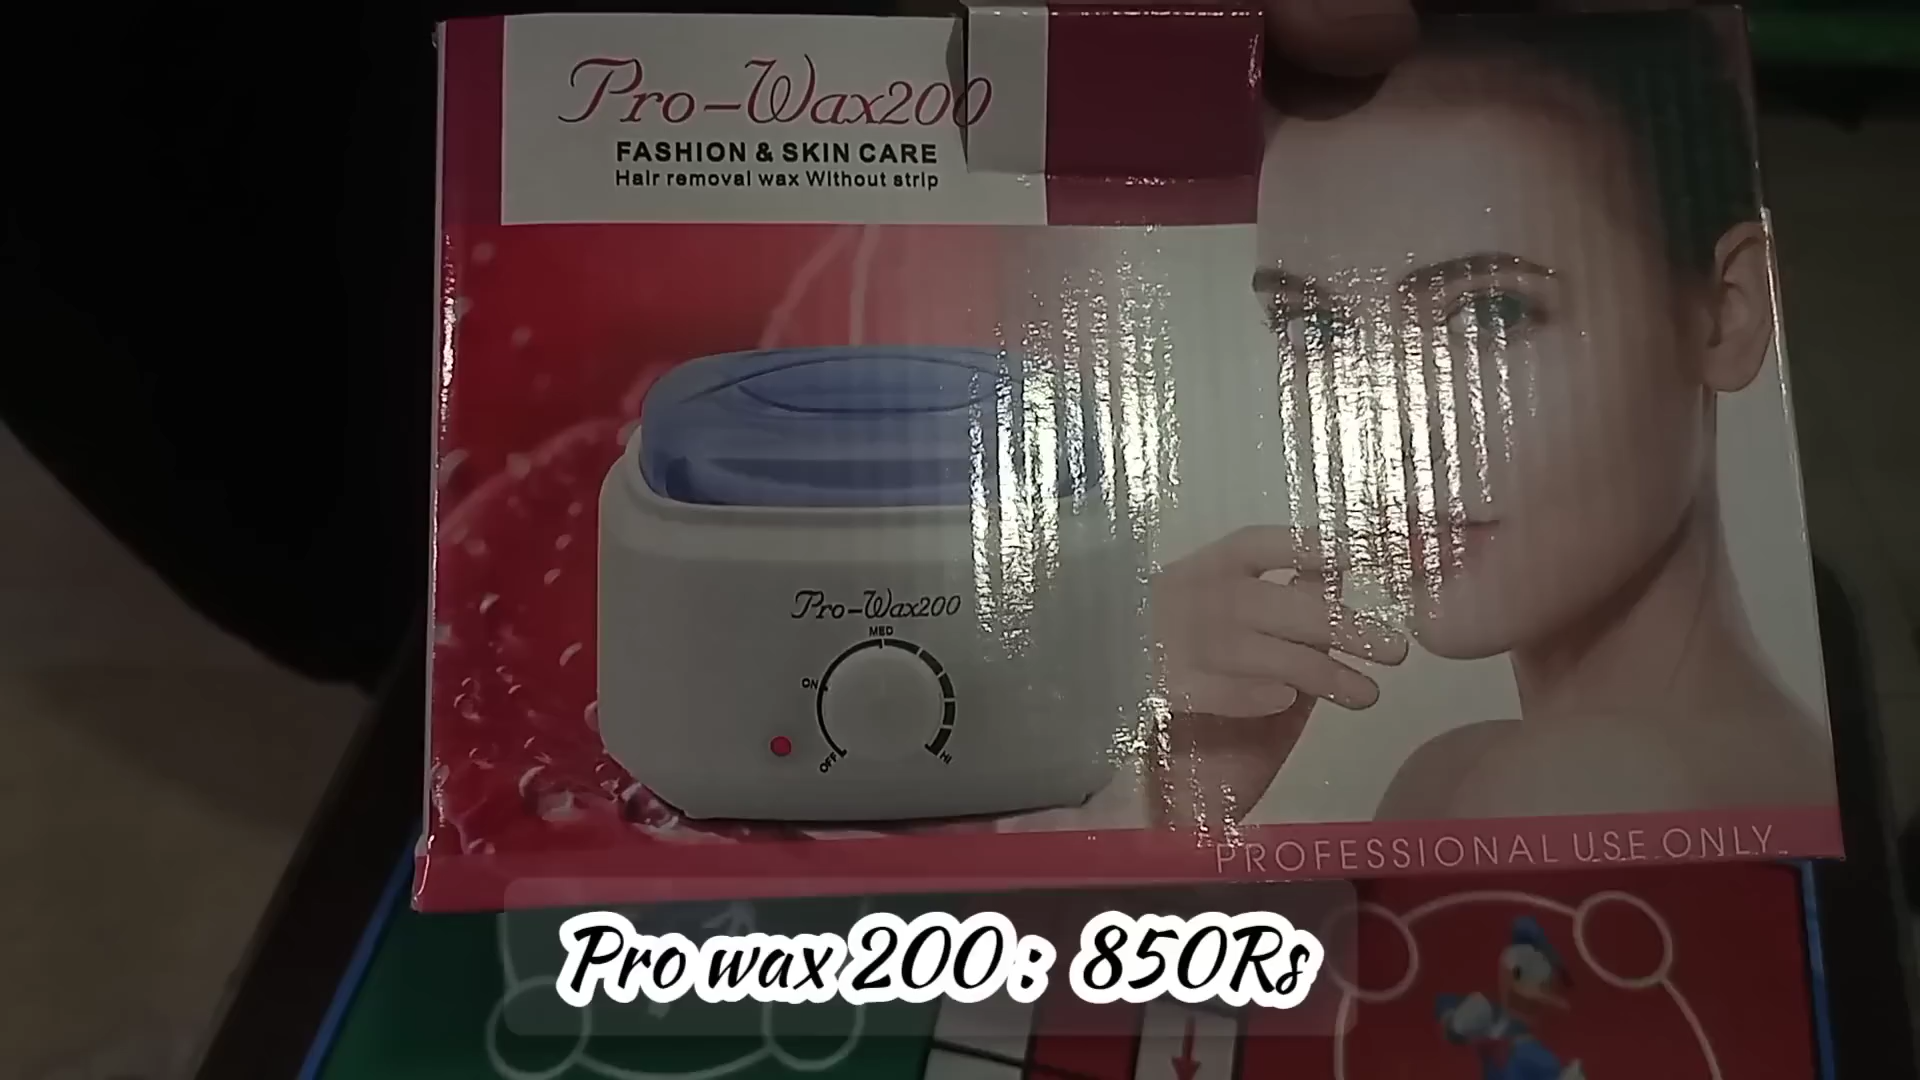 Pro-Wax200
FASHION & SKIN CARE
Hair removal wax Without strip
Pro-Wax200
MED
ON
OFF
HI
PROFESSIONAL USE ONLY
Pro wax 200: 850Rs